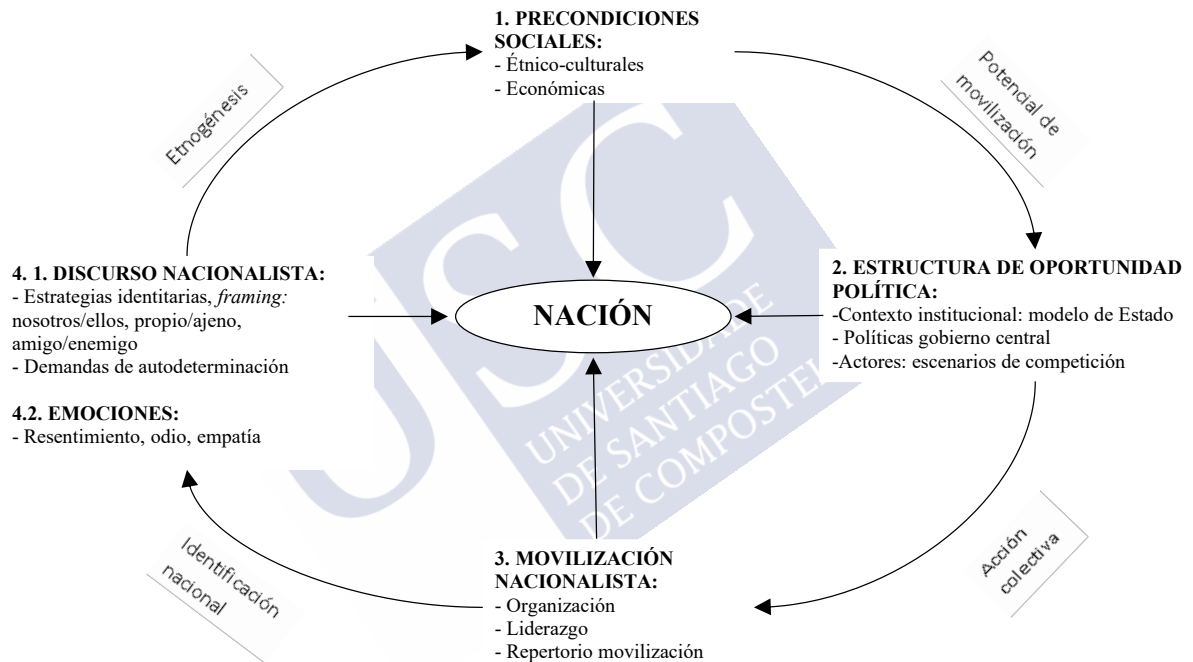 1. PRECONDICIONES
SOCIALES:
- Étnico-culturales
- Económicas
Etnogénesis
Potencial de
movilización
4. 1. DISCURSO NACIONALISTA:
- Estrategias identitarias, framing:
nosotros/ellos, propio/ajeno,
amigo/enemigo
- Demandas de autodeterminación
4.2. EMOCIONES:
- Resentimiento, odio, empatía
NACIÓN
2. ESTRUCTURA DE OPORTUNIDAD
POLÍTICA:
-Contexto institucional: modelo de Estado
- Políticas gobierno central
-Actores: escenarios de competición
Identificación
nacional
3. MOVILIZACIÓN
NACIONALISTA:
- Organización
- Liderazgo
- Repertorio movilización
Acción
colectiva
USC
UNIVERSIDADE
DE SANTIAGO
DE COMPOSTEL